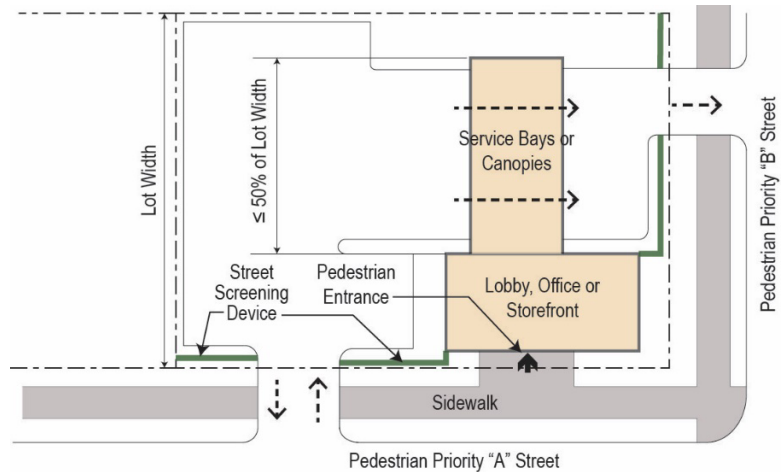 Lot Width
≤ 50% of Lot Width
Service Bays or
Canopies
Pedestrian Priority "B" Street
Street
Screening
Device
Pedestrian
Entrance
Lobby, Office or
Storefront
Sidewalk
Pedestrian Priority "A" Street